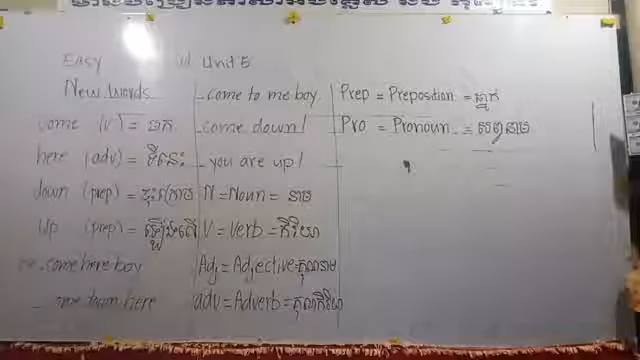 Easy
Unit 5
New Words
come (v) = មក
here (adv) = ទីនេះ
down (prep) = ចុះក្រោម
up (prep) = ឡើងលើ
come here boy
me down here
come to me boy
come down!
you are up!
N = Noun = នាម
V = Verb = កិរិយា
Adj = Adjective = គុណនាម
adv = Adverb = គុណកិរិយា
Prep = Preposition = ធ្នាក់
Pro = Pronoun = សព្វនាម